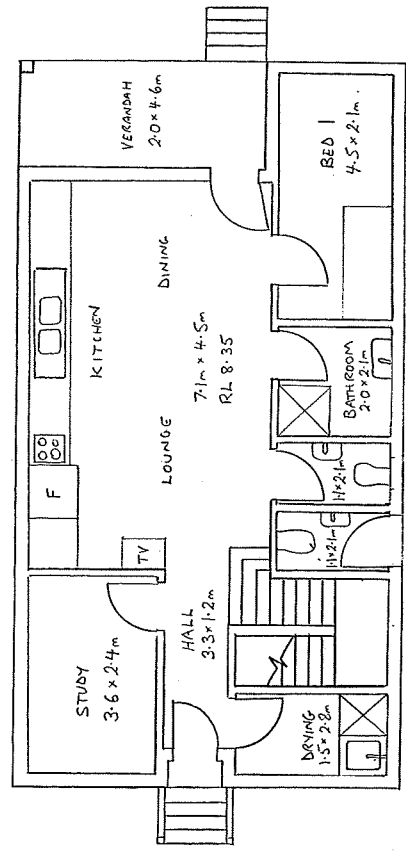 VERANDAH
2.0 x 4.6m
BED 1
4.5 x 2.1m.
KITCHEN
DINING
LOUNGE
7.1m x 4.5m
RL 8.35
BATHROOM
2.0 x 2.1m
F
1.1 x 2.1m
1.1 x 2.1m
TV
STUDY
3.6 x 2.4m
HALL
3.3 x 1.2m
DRYING
1.5 x 2.8m